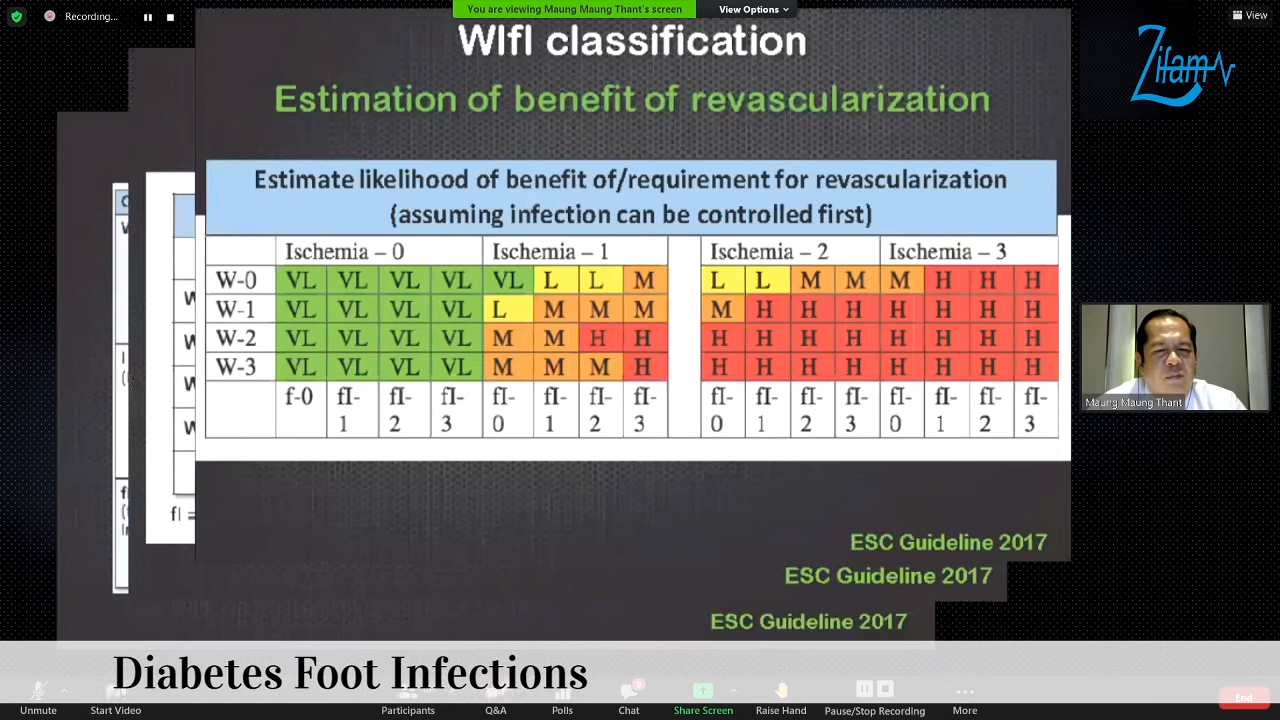 Recording...
You are viewing Maung Maung Thant's screen
View Options
View
WIfI classification
Zifam
Estimation of benefit of revascularization
Estimate likelihood of benefit of/requirement for revascularization
(assuming infection can be controlled first)
Ischemia – 0 Ischemia – 1 Ischemia – 2 Ischemia – 3
W-0 VL VL VL VL VL L L M L L M M M H H H
W-1 VL VL VL VL L M M M M H H H H H H H
W-2 VL VL VL VL M M H H H H H H H H H H
W-3 VL VL VL VL M M M H H H H H H H H H
f-0 fI- fI- fI- fI- fI- fI- fI- fI- fI- fI- fI- fI- fI- fI- fI-
1 2 3 0 1 2 3 0 1 2 3 0 1 2 3
Maung Maung Thant
fI =
ESC Guideline 2017
ESC Guideline 2017
ESC Guideline 2017
Diabetes Foot Infections
Unmute Start Video Participants Q&A Polls Chat Share Screen Raise Hand Pause/Stop Recording More End